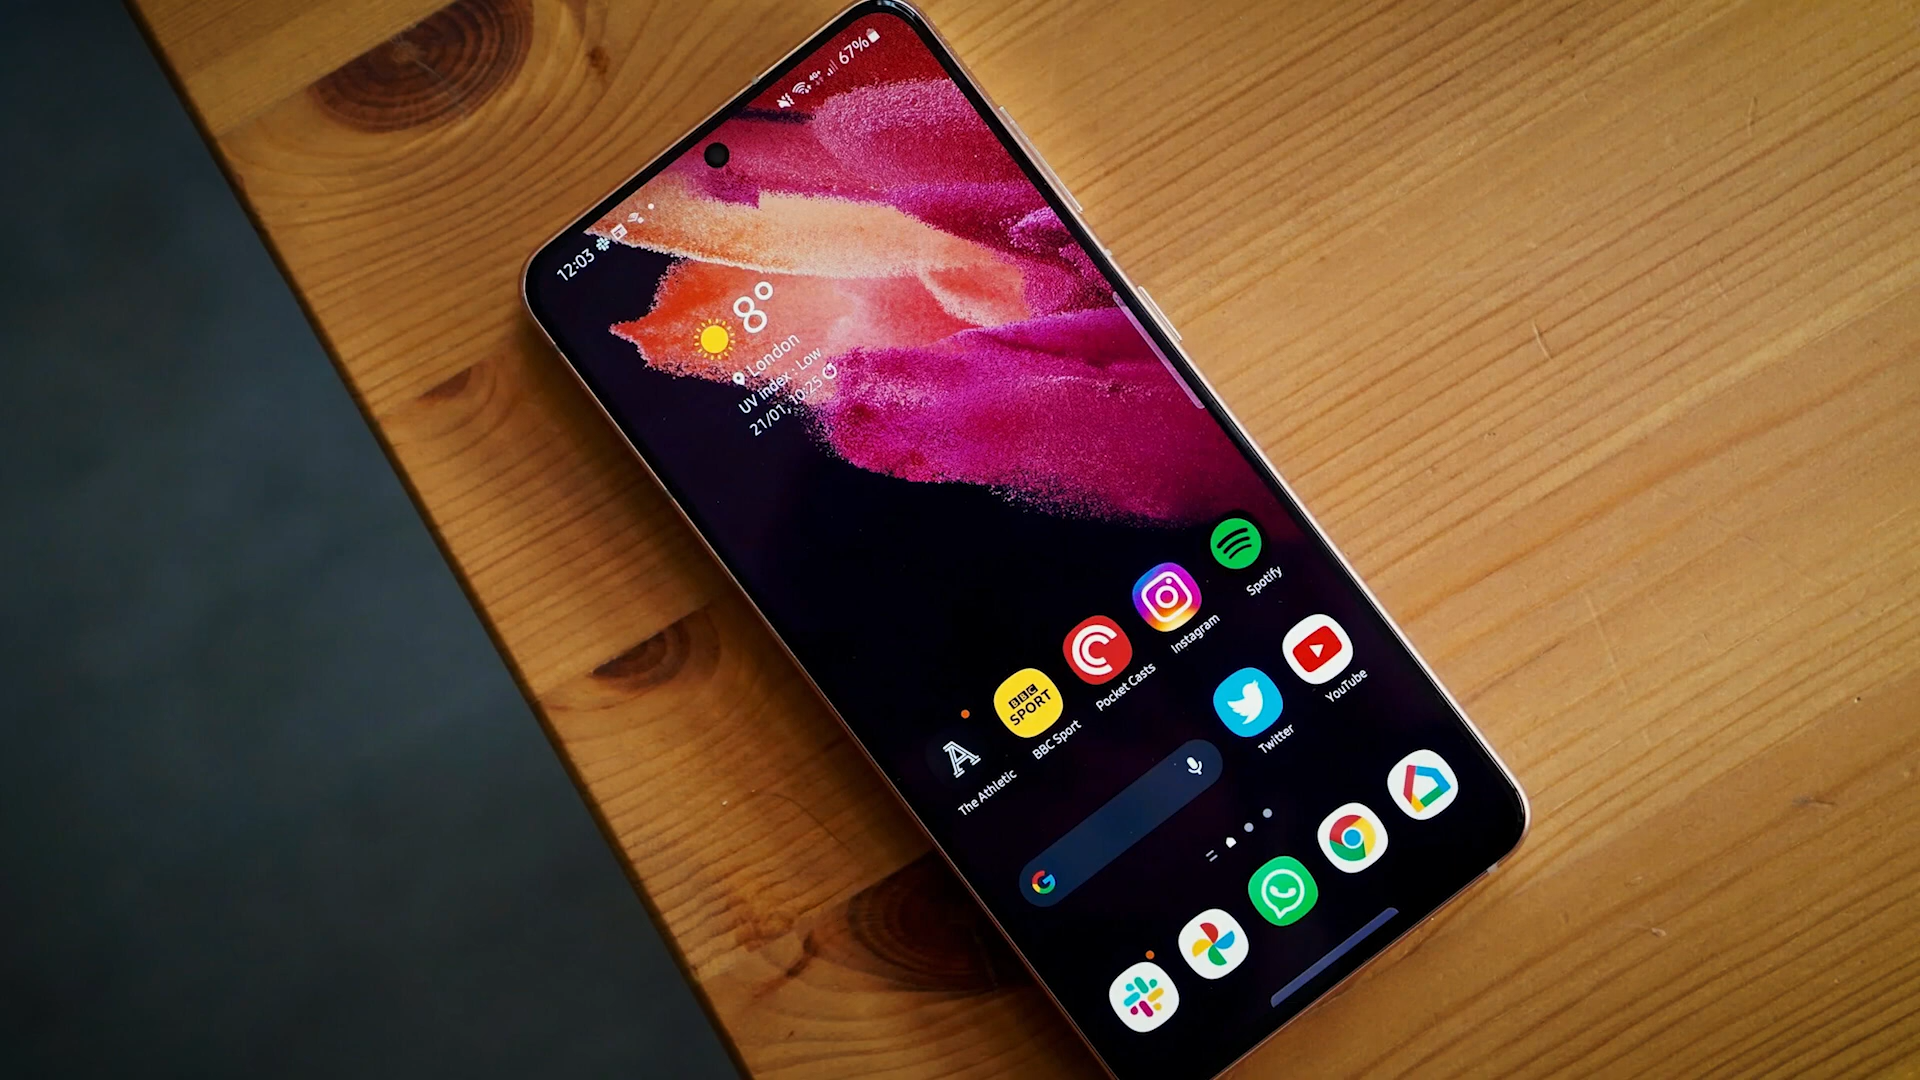 12:03
4G+ 67%
8°
London
UV index · Low
21/01, 10:25
A
The Athletic
BBC
SPORT
BBC Sport
Pocket Casts
Instagram
Spotify
Twitter
YouTube
G